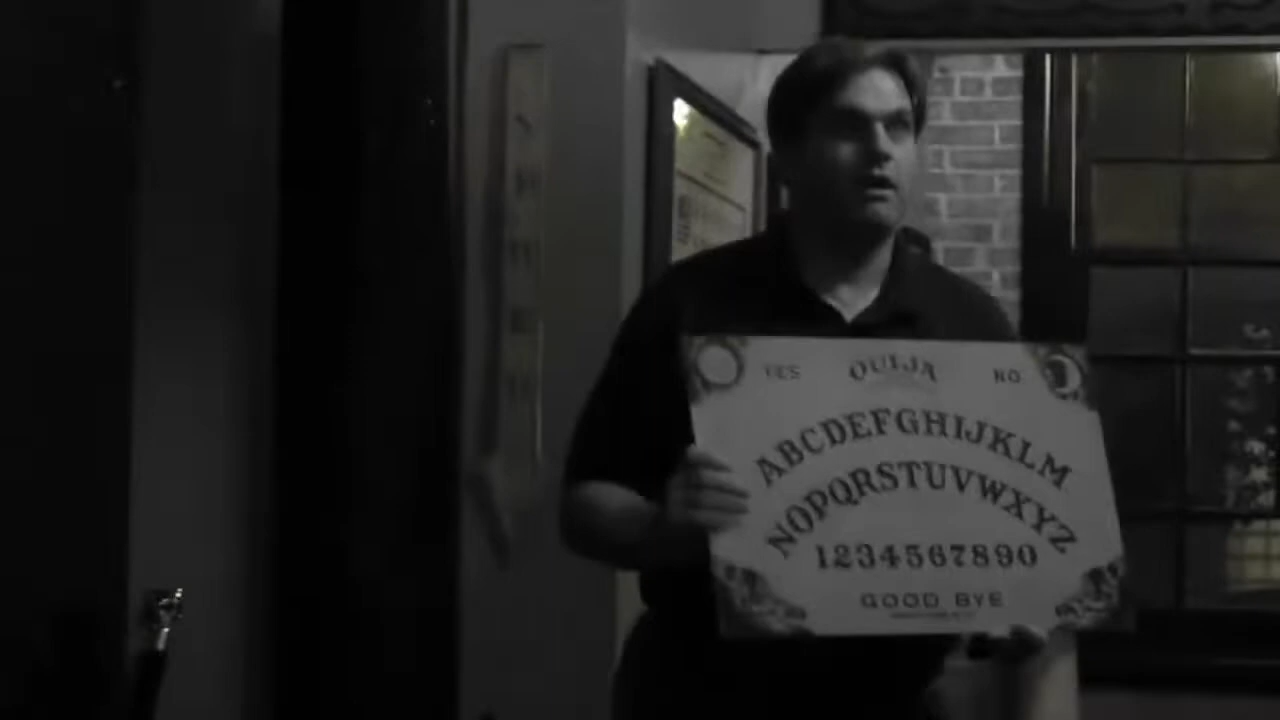 YES OUIJA NO
ABCDEFGHIJKLM
NOPQRSTUVWXYZ
1234567890
GOOD BYE